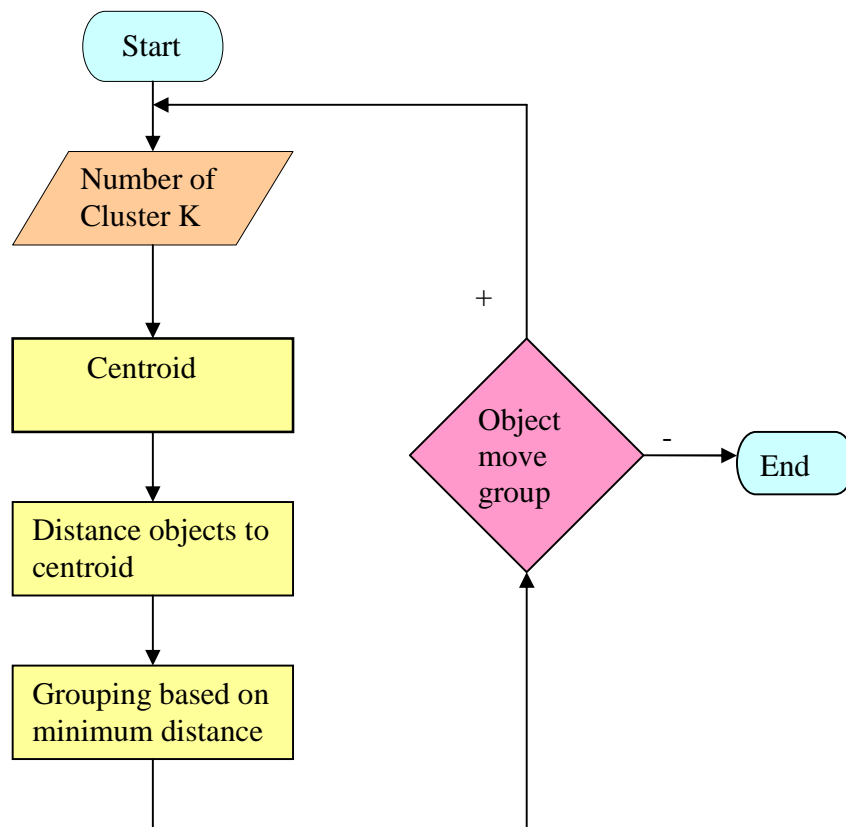 Start
Number of
Cluster K
Centroid
Distance objects to
centroid
Grouping based on
minimum distance
+
Object
move
group
-
End